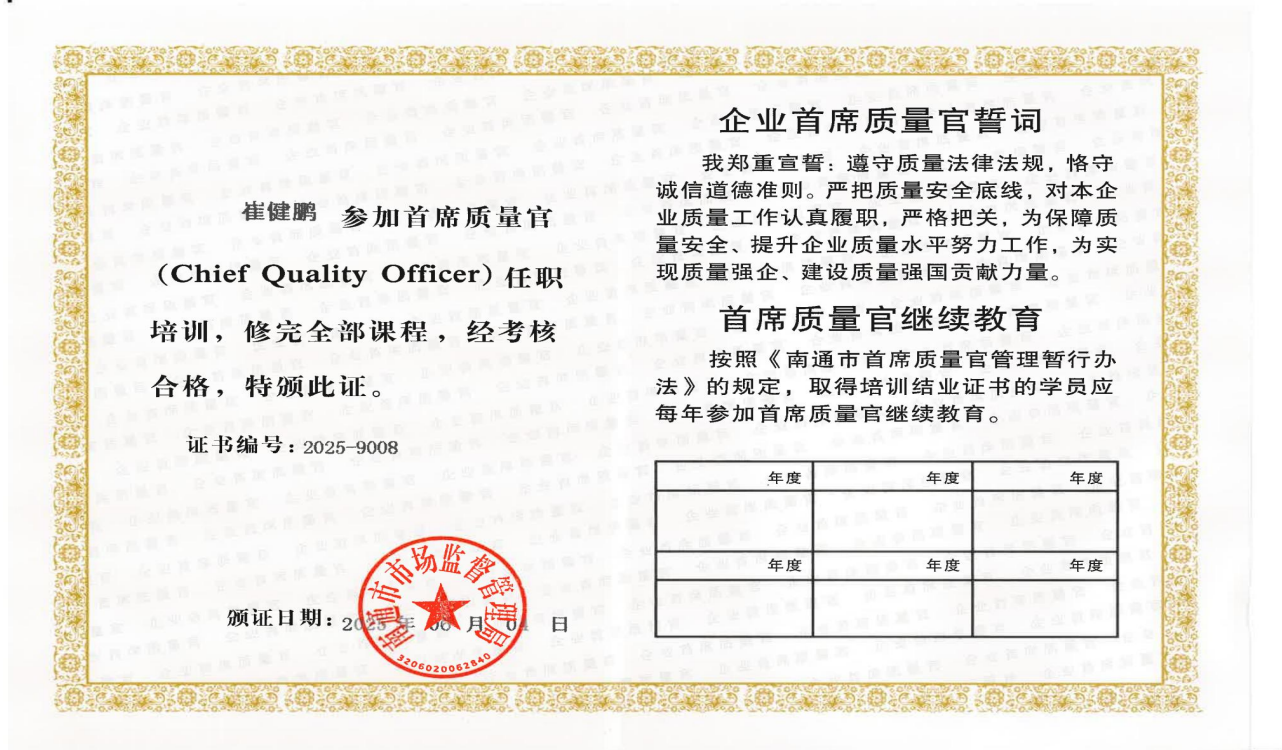 崔健鹏 参加首席质量官
（Chief Quality Officer）任职
培训，修完全部课程，经考核
合格，特颁此证。
证书编号：2025-9008
颁证日期：2025 年 06 月 04 日
南通市市场监督管理局
3206020062840
企业首席质量官誓词
我郑重宣誓：遵守质量法律法规，恪守
诚信道德准则。严把质量安全底线，对本企
业质量工作认真履职，严格把关，为保障质
量安全、提升企业质量水平努力工作，为实
现质量强企、建设质量强国贡献力量。
首席质量官继续教育
按照《南通市首席质量官管理暂行办
法》的规定，取得培训结业证书的学员应
每年参加首席质量官继续教育。
年度 年度 年度
年度 年度 年度